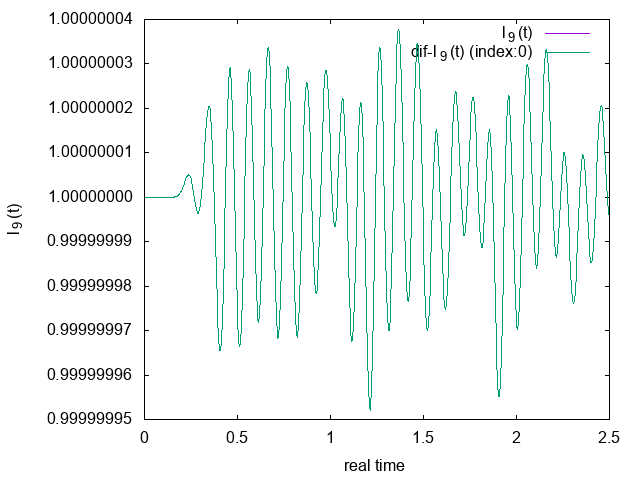 1.00000004
1.00000003
1.00000002
1.00000001
1.00000000
0.99999999
0.99999998
0.99999997
0.99999996
0.99999995
0 0.5 1 1.5 2 2.5
real time
I9(t)
I9(t)
dif-I9(t) (index:0)